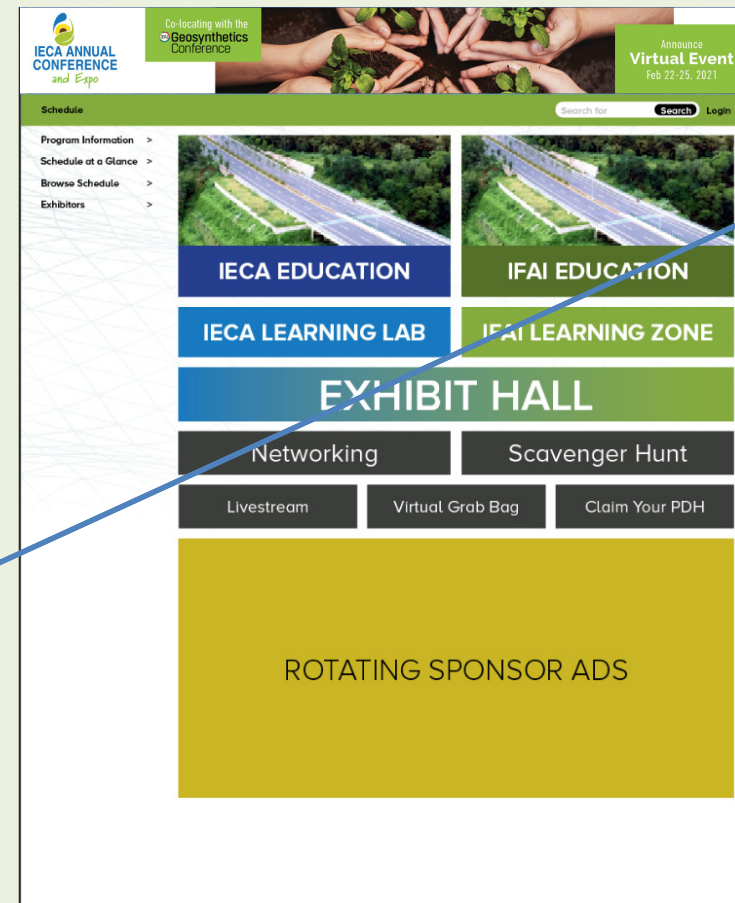 IECA ANNUAL
CONFERENCE
and Expo
Co-locating with the
Geosynthetics
Conference
Announce
Virtual Event
Feb 22-25, 2021
Schedule
Search for
Search
Login
Program Information >
Schedule at a Glance >
Browse Schedule >
Exhibitors >
IECA EDUCATION
IFAI EDUCATION
IECA LEARNING LAB
IFAI LEARNING ZONE
EXHIBIT HALL
Networking
Scavenger Hunt
Livestream
Virtual Grab Bag
Claim Your PDH
ROTATING SPONSOR ADS